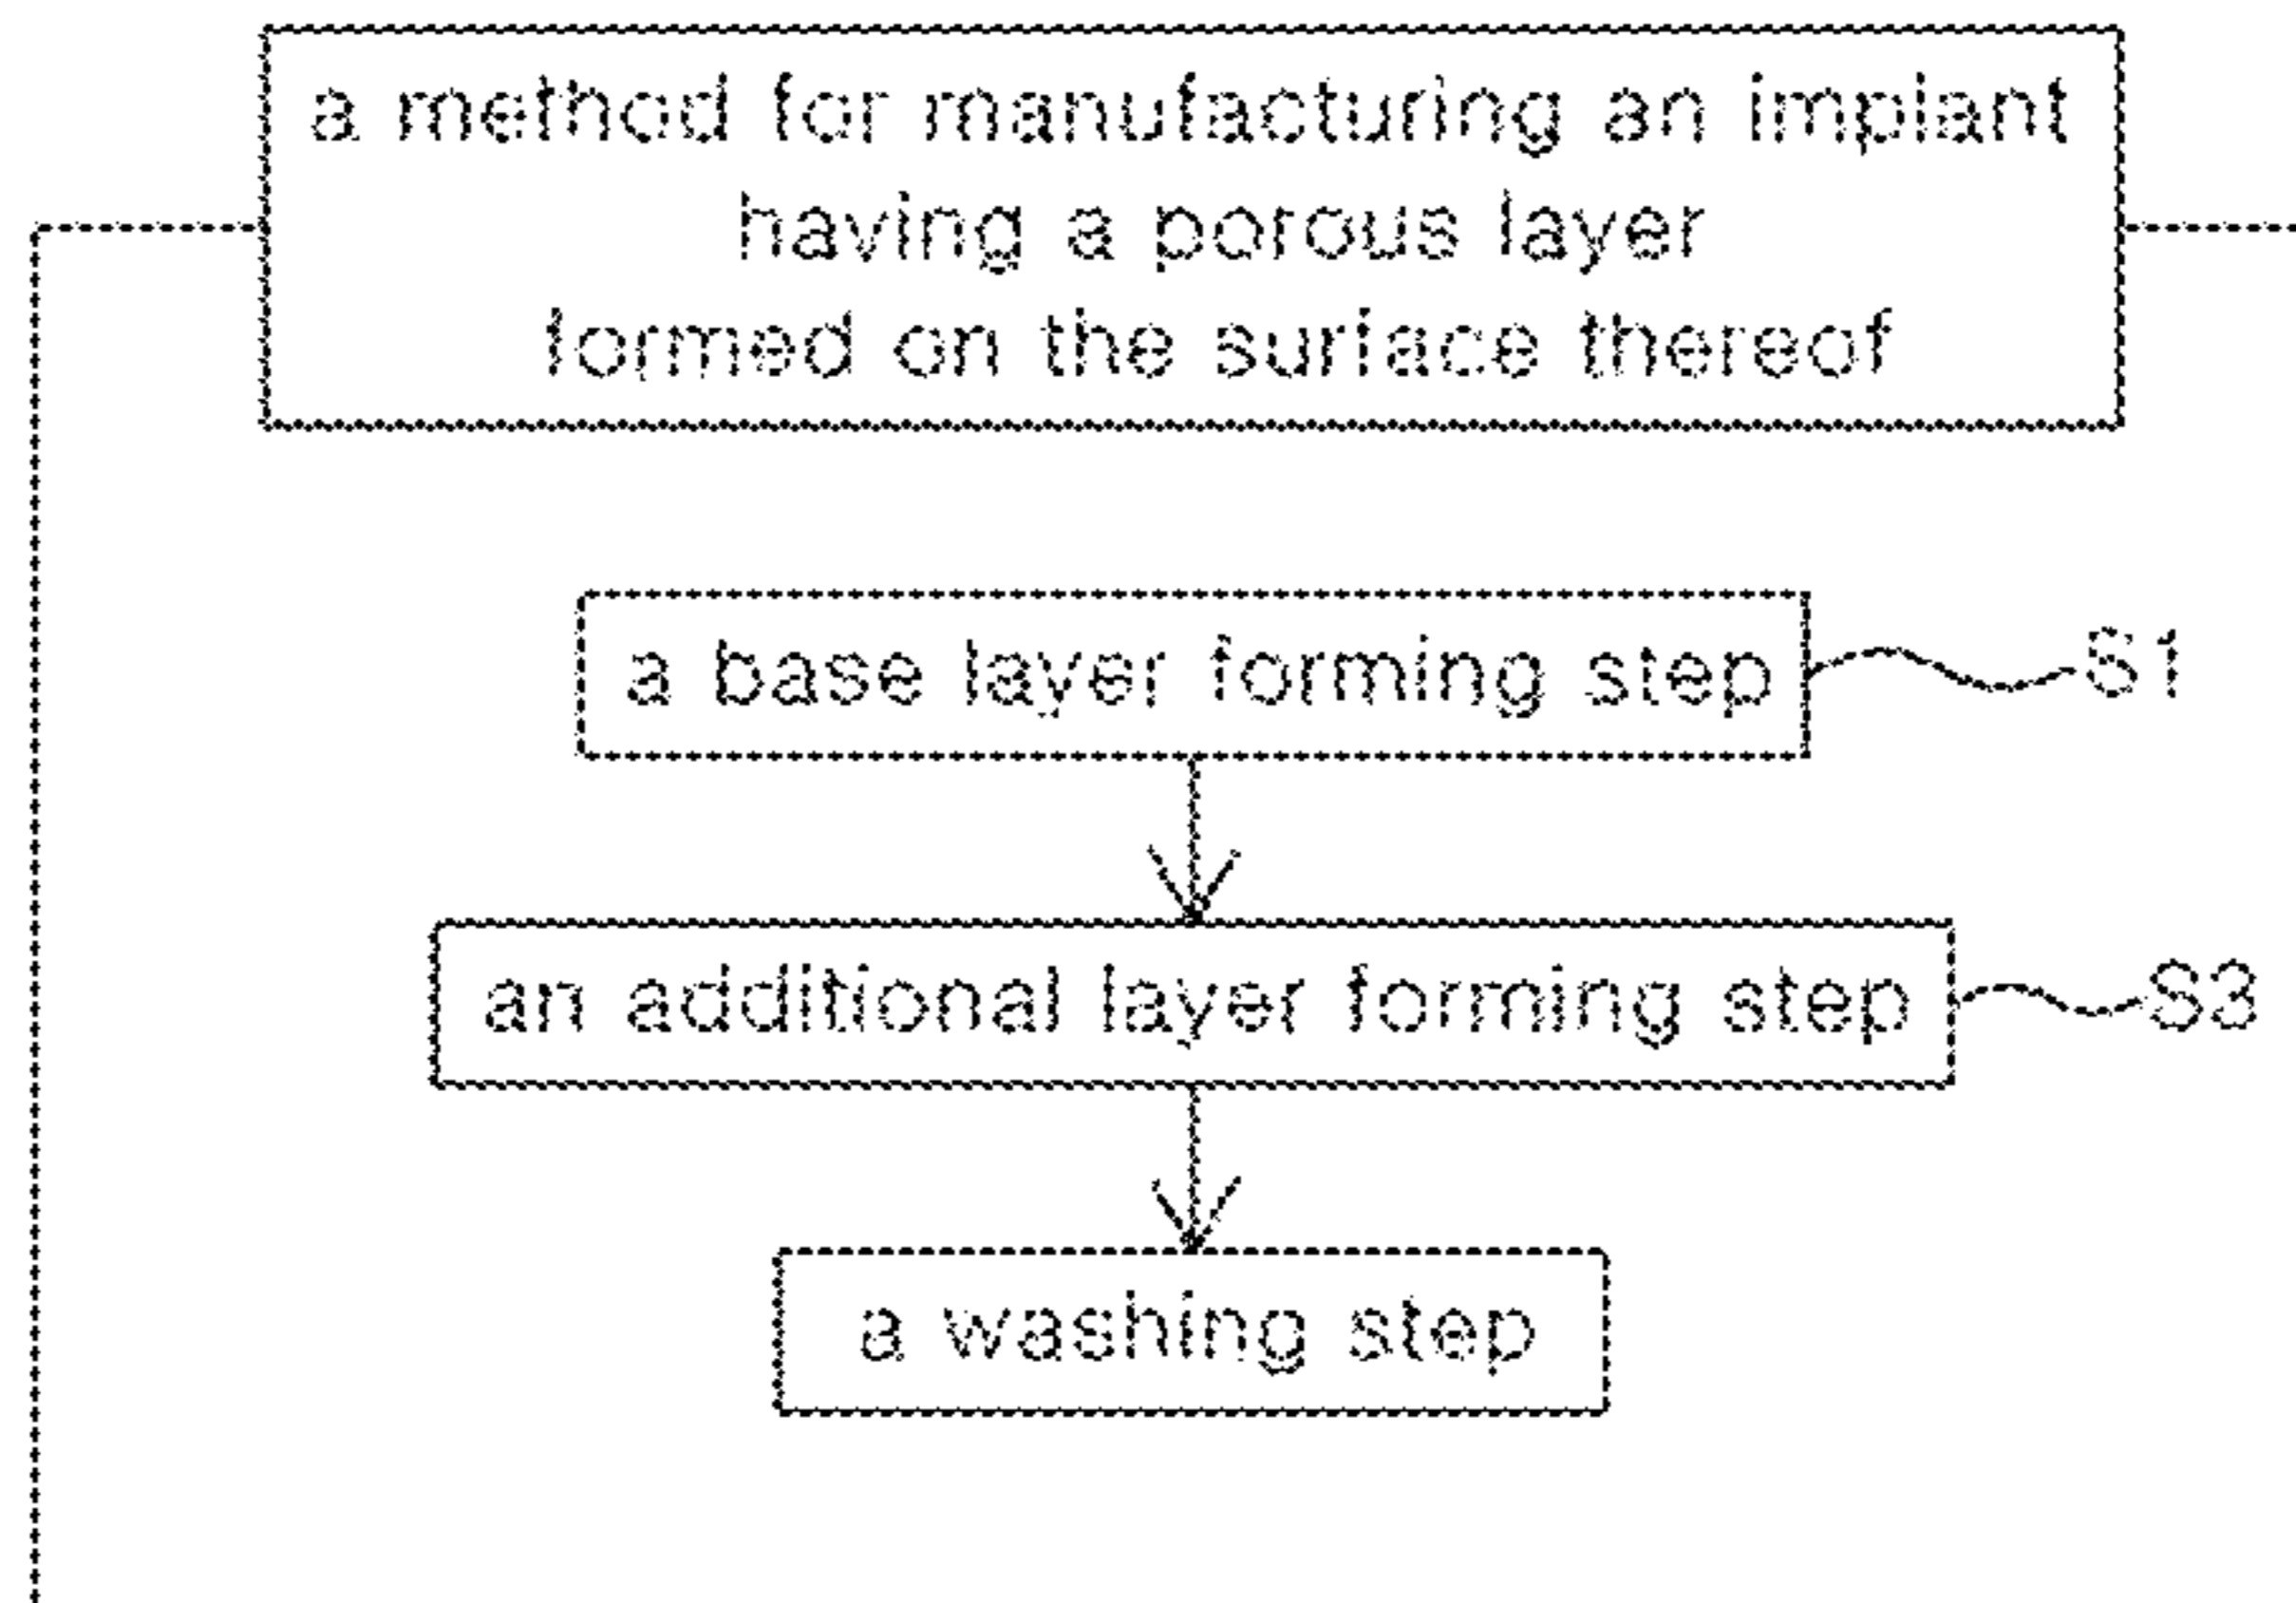 a method for manufacturing an implant
having a porous layer
formed on the surface thereof
a base layer forming step S1
an additional layer forming step S3
a washing step